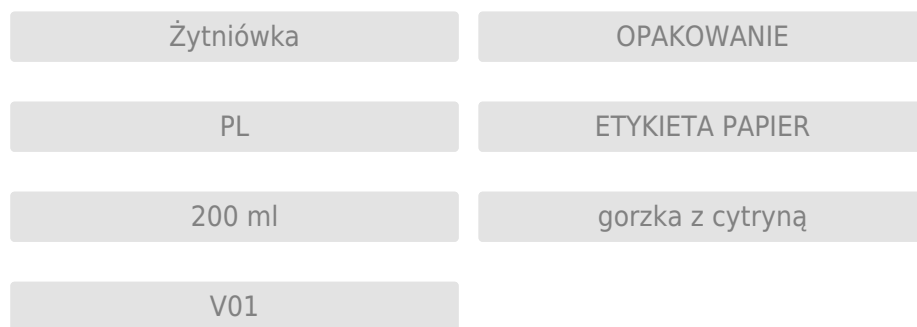 Żytniówka
OPAKOWANIE
PL
ETYKIETA PAPIER
200 ml
gorzka z cytryną
V01